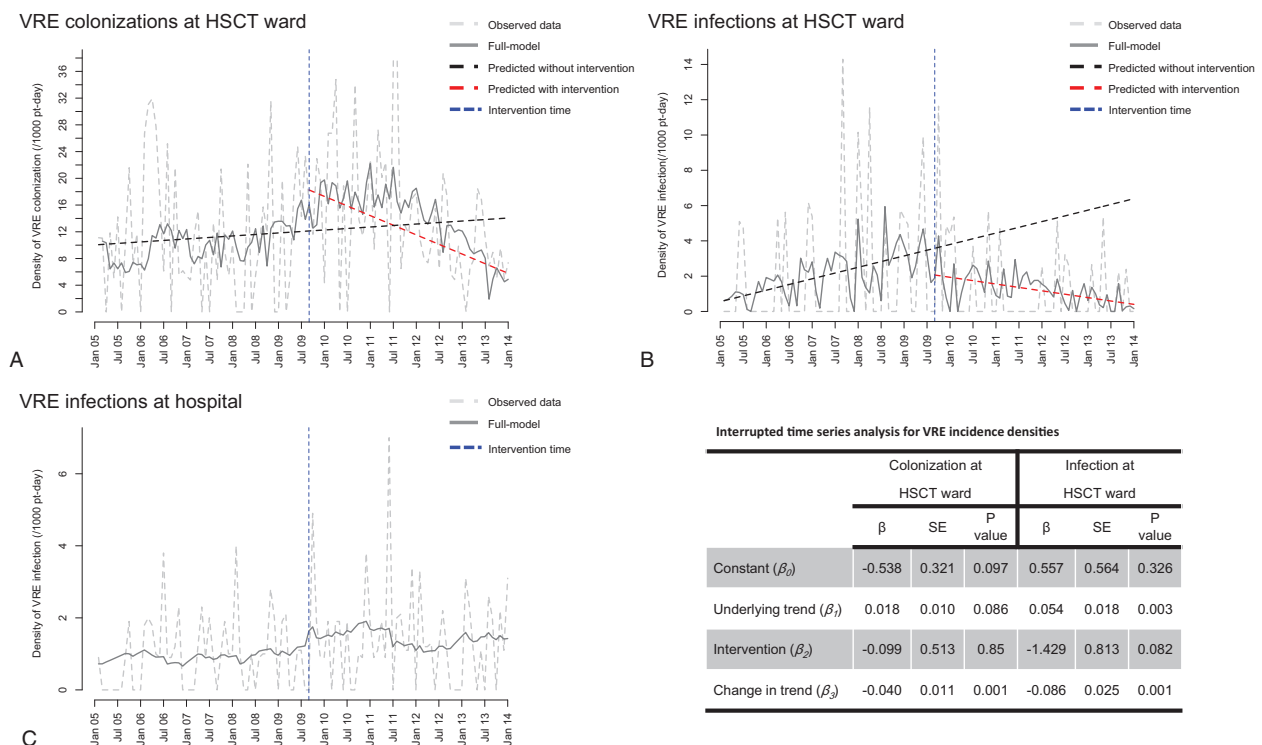 VRE colonizations at HSCT ward
Observed data
Full-model
Predicted without intervention
Predicted with intervention
Intervention time
Density of VRE colonization (/1000 pt-day)
0 4 8 12 16 20 24 28 32 36
Jan 05 Jul 05 Jan 06 Jul 06 Jan 07 Jul 07 Jan 08 Jul 08 Jan 09 Jul 09 Jan 10 Jul 10 Jan 11 Jul 11 Jan 12 Jul 12 Jan 13 Jul 13 Jan 14
A
VRE infections at HSCT ward
Observed data
Full-model
Predicted without intervention
Predicted with intervention
Intervention time
Density of VRE infection(/1000 pt-day)
0 2 4 6 8 10 12 14
Jan 05 Jul 05 Jan 06 Jul 06 Jan 07 Jul 07 Jan 08 Jul 08 Jan 09 Jul 09 Jan 10 Jul 10 Jan 11 Jul 11 Jan 12 Jul 12 Jan 13 Jul 13 Jan 14
B
VRE infections at hospital
Observed data
Full-model
Intervention time
Density of VRE infection (/1000 pt-day)
0 2 4 6
Jan 05 Jul 05 Jan 06 Jul 06 Jan 07 Jul 07 Jan 08 Jul 08 Jan 09 Jul 09 Jan 10 Jul 10 Jan 11 Jul 11 Jan 12 Jul 12 Jan 13 Jul 13 Jan 14
C
Interrupted time series analysis for VRE incidence densities
Colonization at HSCT ward Infection at HSCT ward
β SE P value β SE P value
Constant (β0) -0.538 0.321 0.097 0.557 0.564 0.326
Underlying trend (β1) 0.018 0.010 0.086 0.054 0.018 0.003
Intervention (β2) -0.099 0.513 0.85 -1.429 0.813 0.082
Change in trend (β3) -0.040 0.011 0.001 -0.086 0.025 0.001